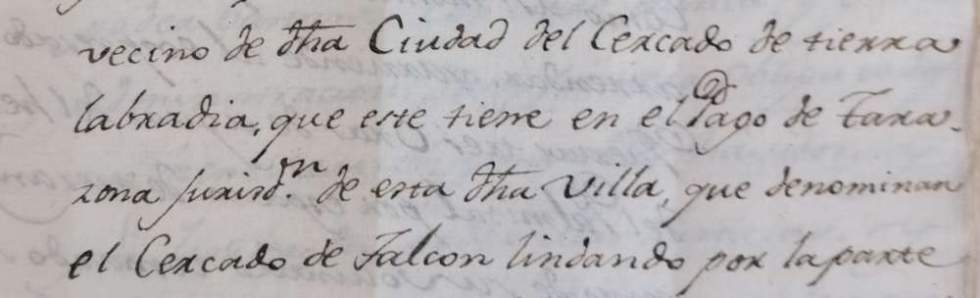 vecino de dha Ciudad del Cercado de tierra
labradia, que este tiene en el Pago de Tara-
zona jurisd.n de esta dha Villa, que denominan
el Cercado de Falcon lindando por la parte